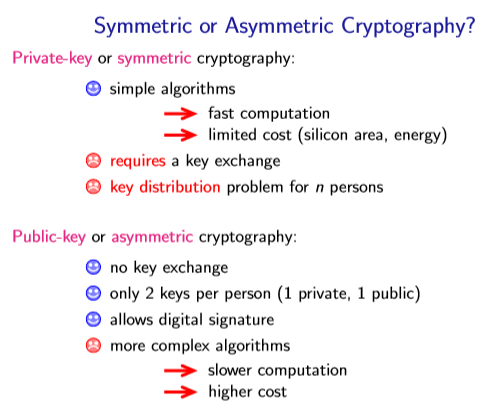 Symmetric or Asymmetric Cryptography?
Private-key or symmetric cryptography:
simple algorithms
fast computation
limited cost (silicon area, energy)
requires a key exchange
key distribution problem for n persons
Public-key or asymmetric cryptography:
no key exchange
only 2 keys per person (1 private, 1 public)
allows digital signature
more complex algorithms
slower computation
higher cost